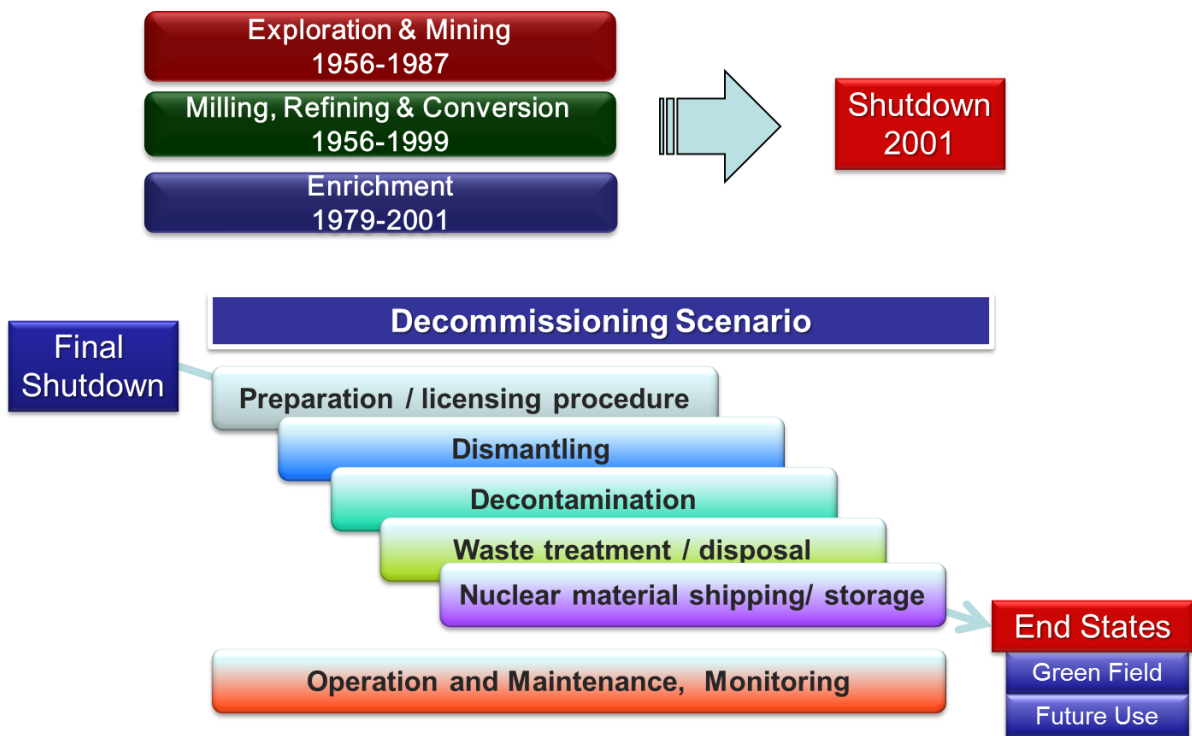 Exploration & Mining
1956-1987
Milling, Refining & Conversion
1956-1999
Enrichment
1979-2001
Shutdown
2001
Decommissioning Scenario
Final
Shutdown
Preparation / licensing procedure
Dismantling
Decontamination
Waste treatment / disposal
Nuclear material shipping/ storage
Operation and Maintenance, Monitoring
End States
Green Field
Future Use